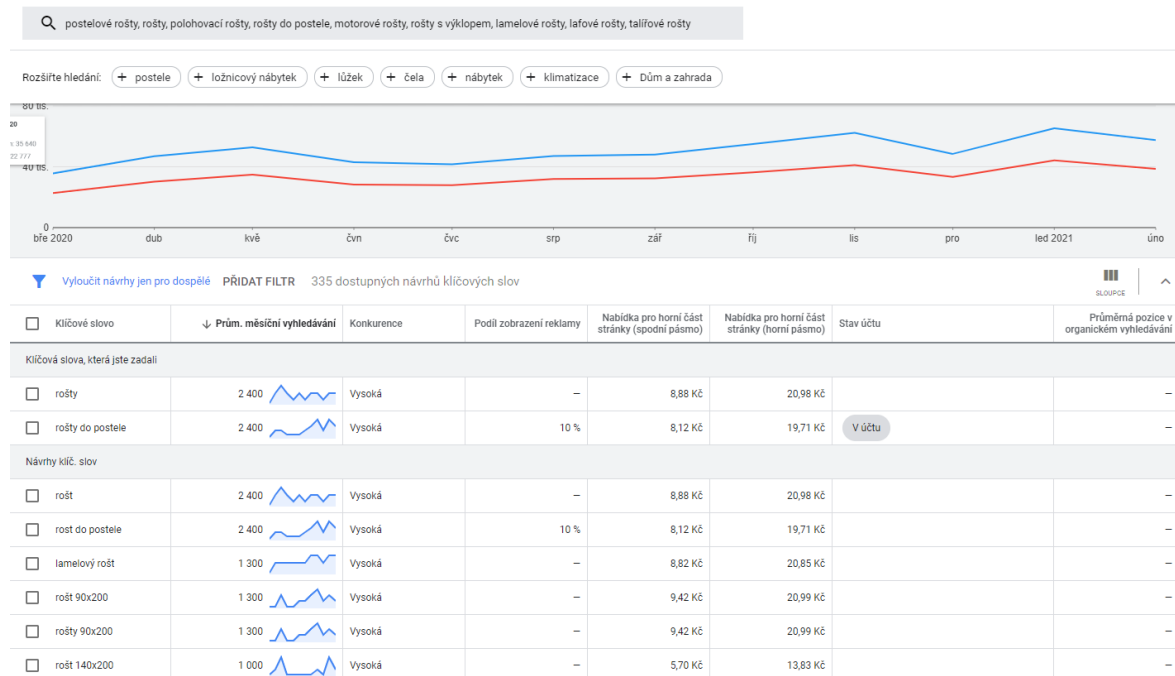 postelové rošty, rošty, polohovací rošty, rošty do postele, motorové rošty, rošty s výklopem, lamelové rošty, lafové rošty, talířové rošty
Rozšiřte hledání: + postele + ložnicový nábytek + lůžek + čela + nábytek + klimatizace + Dům a zahrada
80 tis.
20
35 640
22 777
40 tis.
0
bře 2020 dub kvě čvn čvc srp zář říj lis pro led 2021 úno
Vyloučit návrhy jen pro dospělé PŘIDAT FILTR 335 dostupných návrhů klíčových slov
SLOUPCE
Klíčové slovo ↓ Prům. měsíční vyhledávání Konkurence Podíl zobrazení reklamy Nabídka pro horní část stránky (spodní pásmo) Nabídka pro horní část stránky (horní pásmo) Stav účtu Průměrná pozice v organickém vyhledávání
Klíčová slova, která jste zadali
rošty 2 400 Vysoká – 8,88 Kč 20,98 Kč –
rošty do postele 2 400 Vysoká 10 % 8,12 Kč 19,71 Kč V účtu –
Návrhy klíč. slov
rošt 2 400 Vysoká – 8,88 Kč 20,98 Kč –
rost do postele 2 400 Vysoká 10 % 8,12 Kč 19,71 Kč –
lamelový rošt 1 300 Vysoká – 8,82 Kč 20,85 Kč –
rošt 90x200 1 300 Vysoká – 9,42 Kč 20,99 Kč –
rošty 90x200 1 300 Vysoká – 9,42 Kč 20,99 Kč –
rošt 140x200 1 000 Vysoká – 5,70 Kč 13,83 Kč –